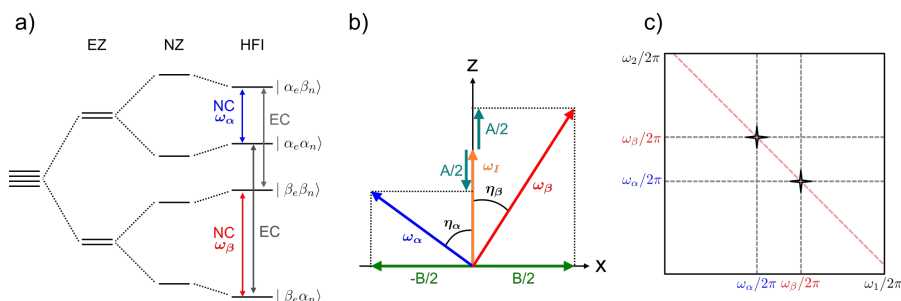 a)
EZ
NZ
HFI
| αₑβₙ⟩
NC
ωα
EC
| αₑαₙ⟩
| βₑβₙ⟩
NC
ωβ
EC
| βₑαₙ⟩
b)
z
A/2
A/2
ω_I
ωβ
ηβ
ηα
ωα
x
-B/2
B/2
c)
ω₂/2π
ωβ/2π
ωα/2π
ωα/2π ωβ/2π ω₁/2π